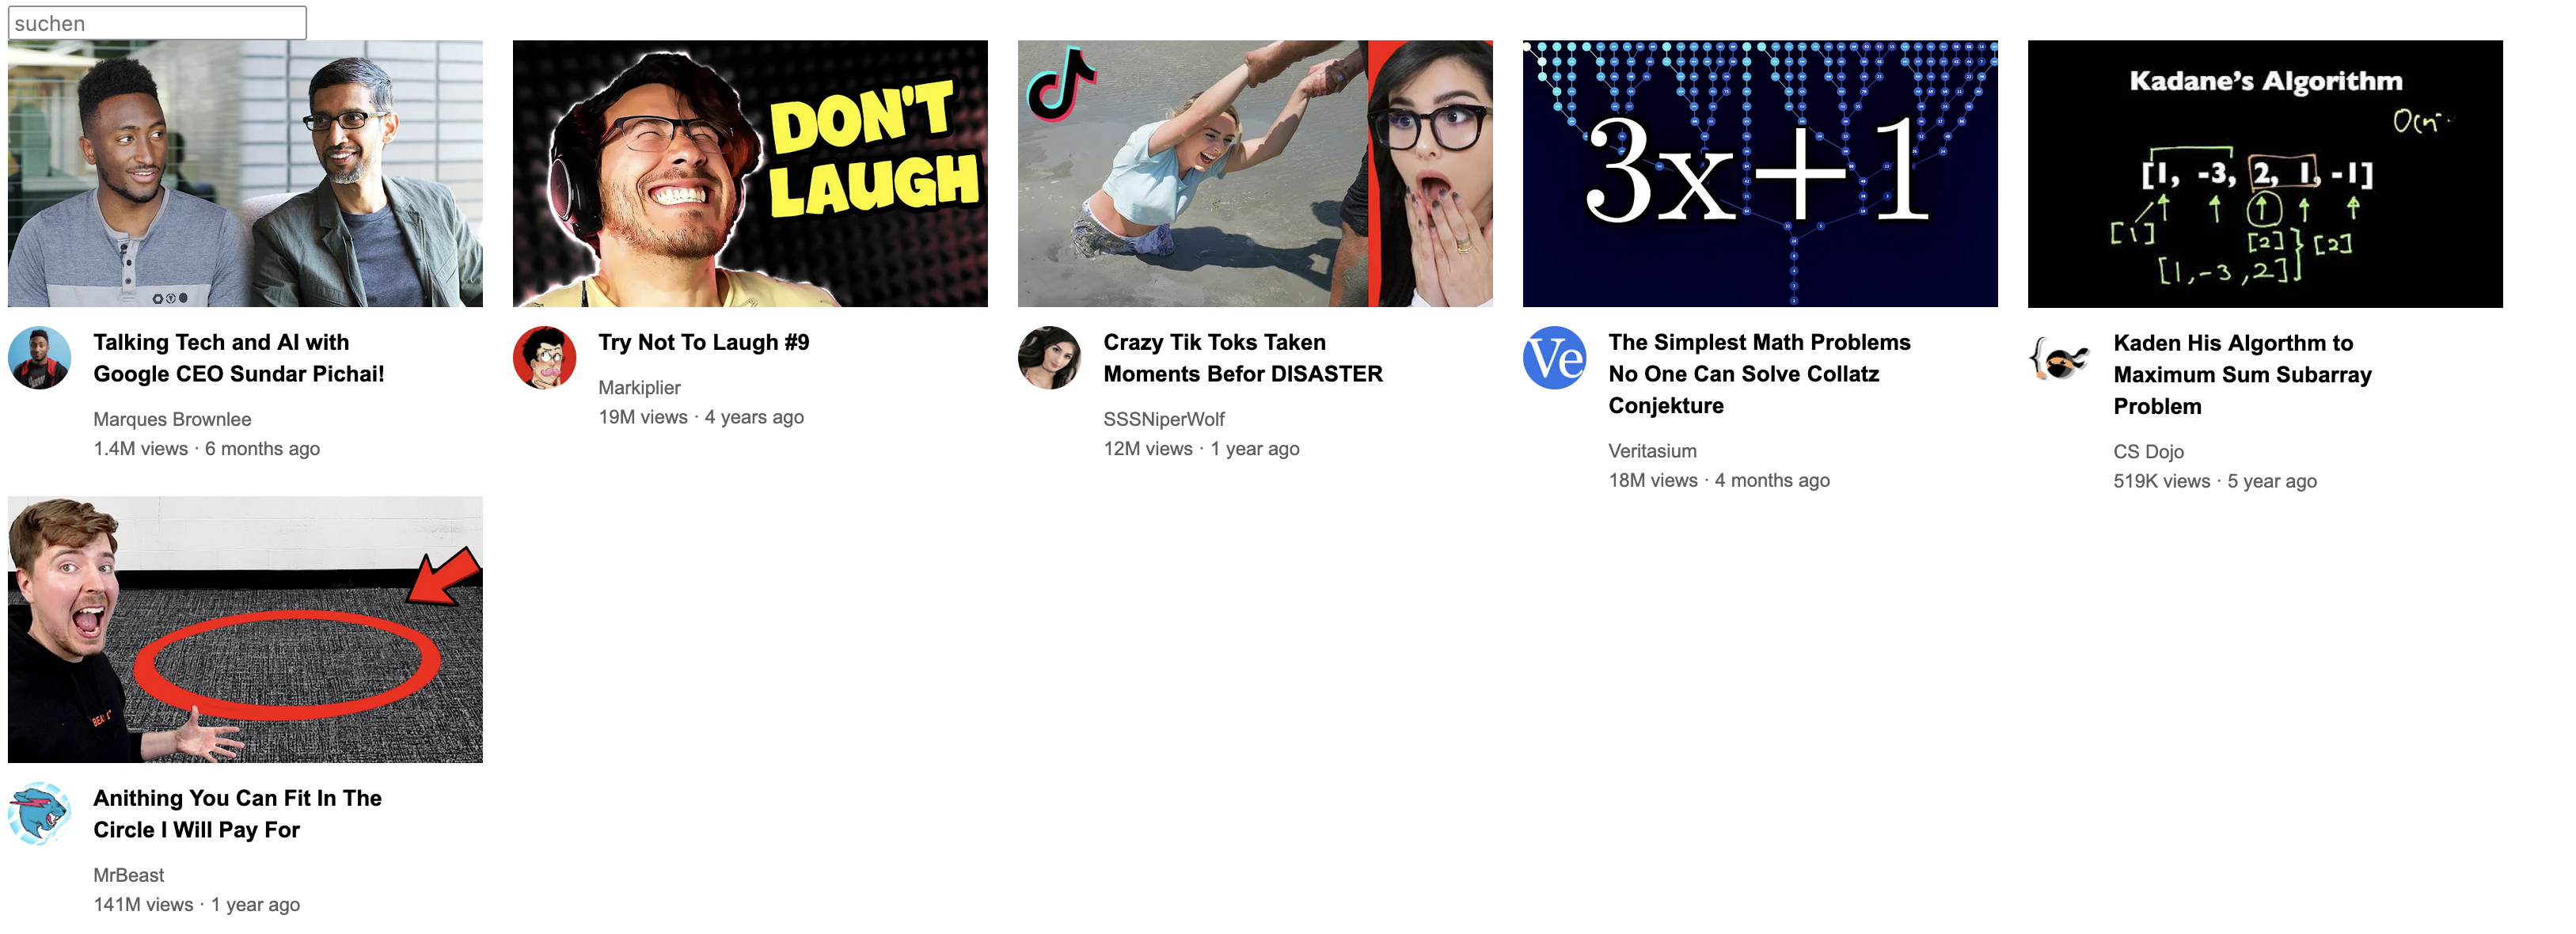 suchen
DON'T
LAUGH
3x+1
Kadane's Algorithm
[1, -3, 2, 1, -1]
[1]
[2]
[2]
[1,-3,2]
Ve
Talking Tech and AI with
Google CEO Sundar Pichai!
Marques Brownlee
1.4M views · 6 months ago
Try Not To Laugh #9
Markiplier
19M views · 4 years ago
Crazy Tik Toks Taken
Moments Befor DISASTER
SSSNiperWolf
12M views · 1 year ago
The Simplest Math Problems
No One Can Solve Collatz
Conjekture
Veritasium
18M views · 4 months ago
Kaden His Algorthm to
Maximum Sum Subarray
Problem
CS Dojo
519K views · 5 year ago
Anithing You Can Fit In The
Circle I Will Pay For
MrBeast
141M views · 1 year ago